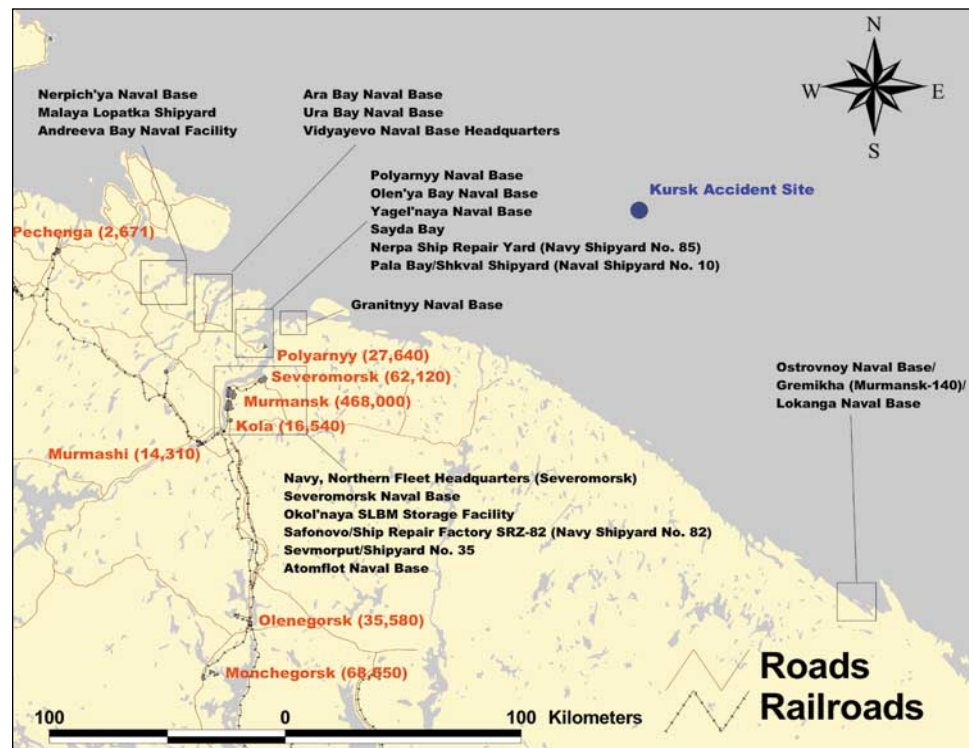 N
W
E
S
Nerpich'ya Naval Base
Malaya Lopatka Shipyard
Andreeva Bay Naval Facility
Ara Bay Naval Base
Ura Bay Naval Base
Vidyayevo Naval Base Headquarters
Polyarnyy Naval Base
Olen'ya Bay Naval Base
Yagel'naya Naval Base
Sayda Bay
Nerpa Ship Repair Yard (Navy Shipyard No. 85)
Pala Bay/Shkval Shipyard (Naval Shipyard No. 10)
Kursk Accident Site
Pechenga (2,671)
Granitnyy Naval Base
Polyarnyy (27,640)
Severomorsk (62,120)
Murmansk (468,000)
Kola (16,540)
Murmashi (14,310)
Ostrovnoy Naval Base/
Gremikha (Murmansk-140)/
Lokanga Naval Base
Navy, Northern Fleet Headquarters (Severomorsk)
Severomorsk Naval Base
Okol'naya SLBM Storage Facility
Safonovo/Ship Repair Factory SRZ-82 (Navy Shipyard No. 82)
Sevmorput/Shipyard No. 35
Atomflot Naval Base
Olenegorsk (35,580)
Monchegorsk (68,650)
Roads
Railroads
100 0 100 Kilometers